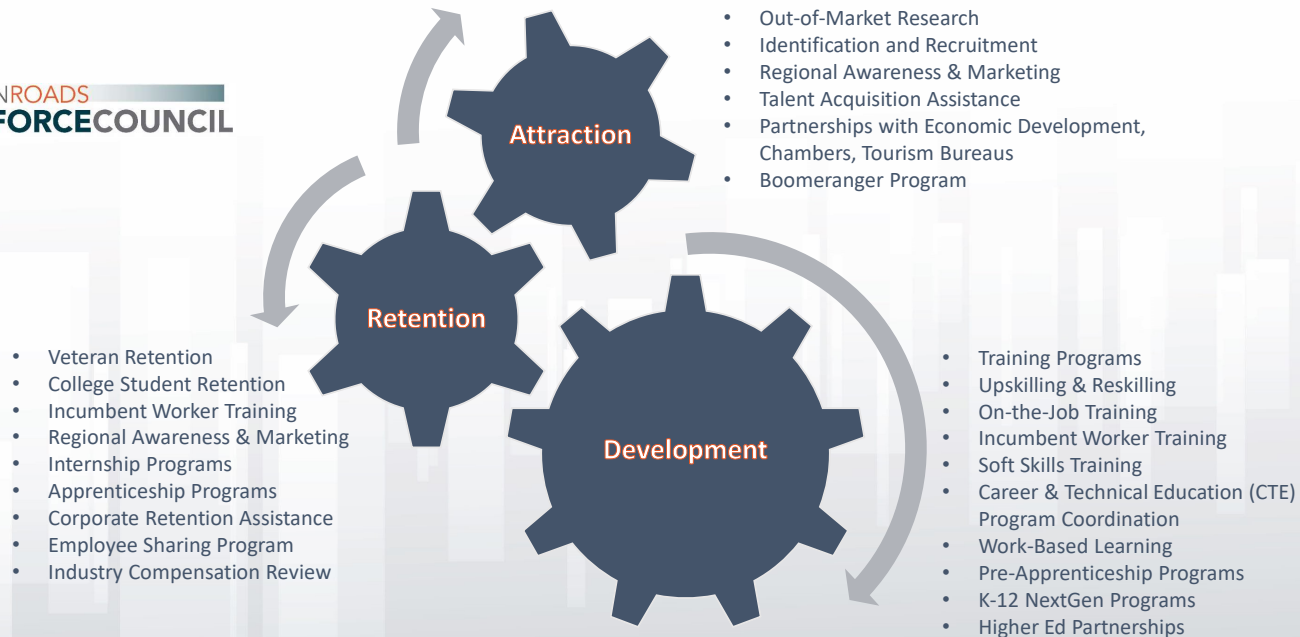 NROADS
FORCECOUNCIL
Attraction
• Out-of-Market Research
• Identification and Recruitment
• Regional Awareness & Marketing
• Talent Acquisition Assistance
• Partnerships with Economic Development,
Chambers, Tourism Bureaus
• Boomeranger Program
Retention
• Veteran Retention
• College Student Retention
• Incumbent Worker Training
• Regional Awareness & Marketing
• Internship Programs
• Apprenticeship Programs
• Corporate Retention Assistance
• Employee Sharing Program
• Industry Compensation Review
Development
• Training Programs
• Upskilling & Reskilling
• On-the-Job Training
• Incumbent Worker Training
• Soft Skills Training
• Career & Technical Education (CTE)
Program Coordination
• Work-Based Learning
• Pre-Apprenticeship Programs
• K-12 NextGen Programs
• Higher Ed Partnerships